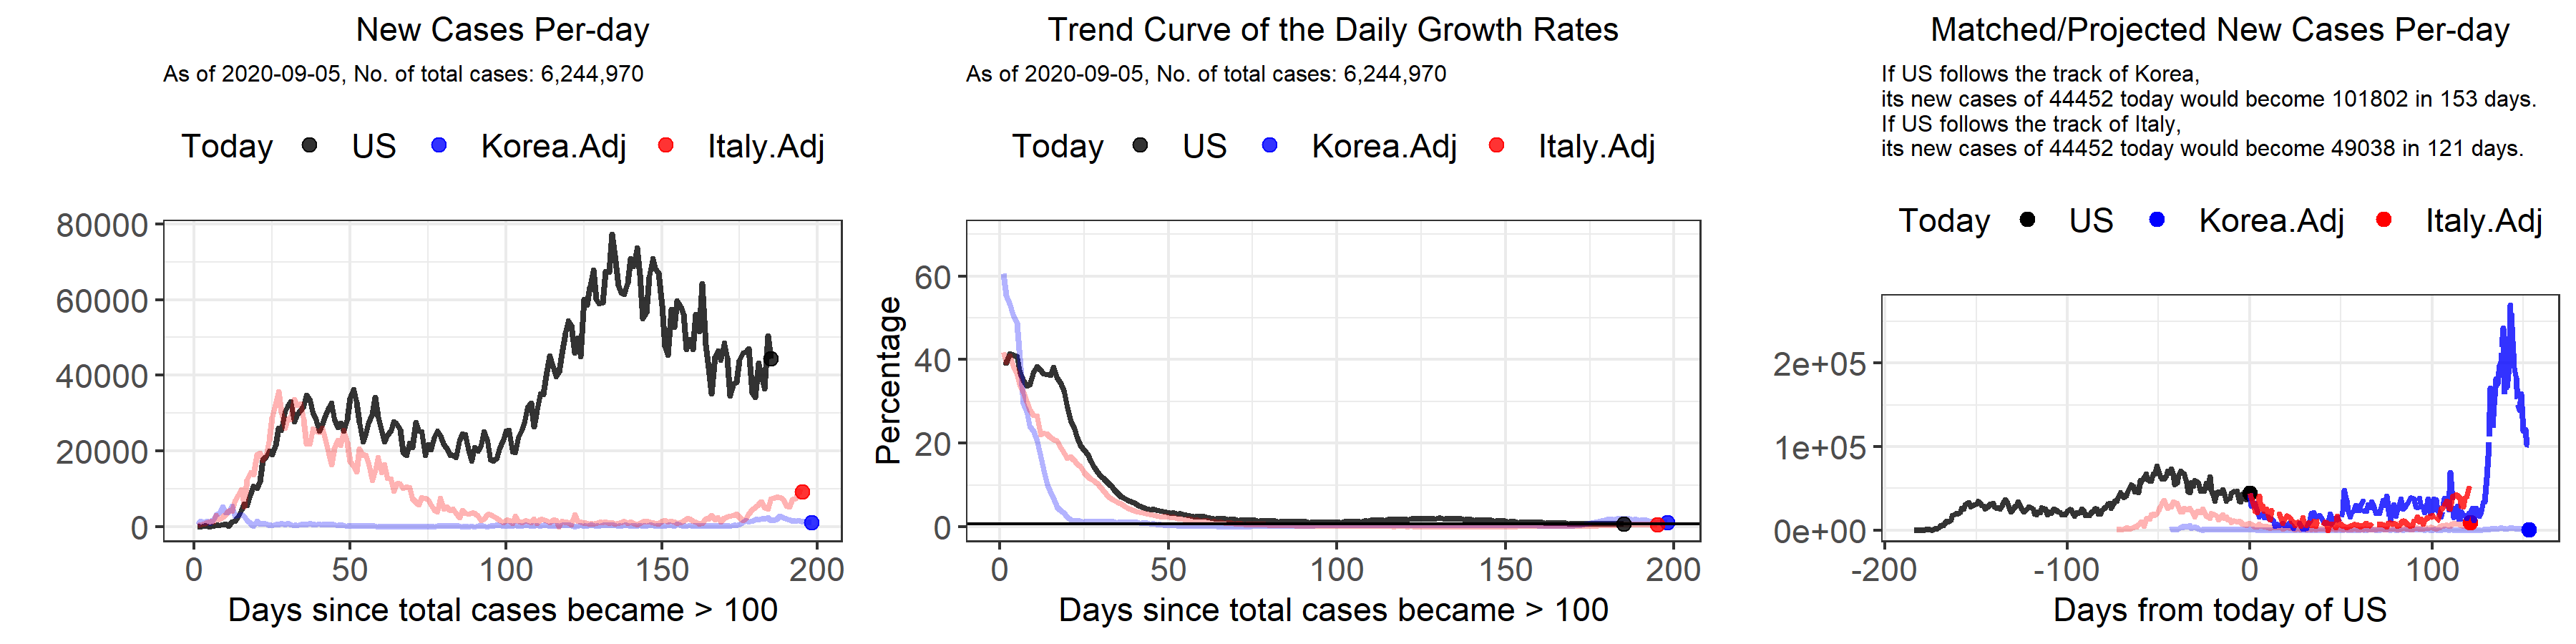 New Cases Per-day
As of 2020-09-05, No. of total cases: 6,244,970
Today US Korea.Adj Italy.Adj
80000
60000
40000
20000
0
0 50 100 150 200
Days since total cases became > 100
Trend Curve of the Daily Growth Rates
As of 2020-09-05, No. of total cases: 6,244,970
Today US Korea.Adj Italy.Adj
Percentage
60
40
20
0
0 50 100 150 200
Days since total cases became > 100
Matched/Projected New Cases Per-day
If US follows the track of Korea,
its new cases of 44452 today would become 101802 in 153 days.
If US follows the track of Italy,
its new cases of 44452 today would become 49038 in 121 days.
Today US Korea.Adj Italy.Adj
2e+05
1e+05
0e+00
-200 -100 0 100
Days from today of US